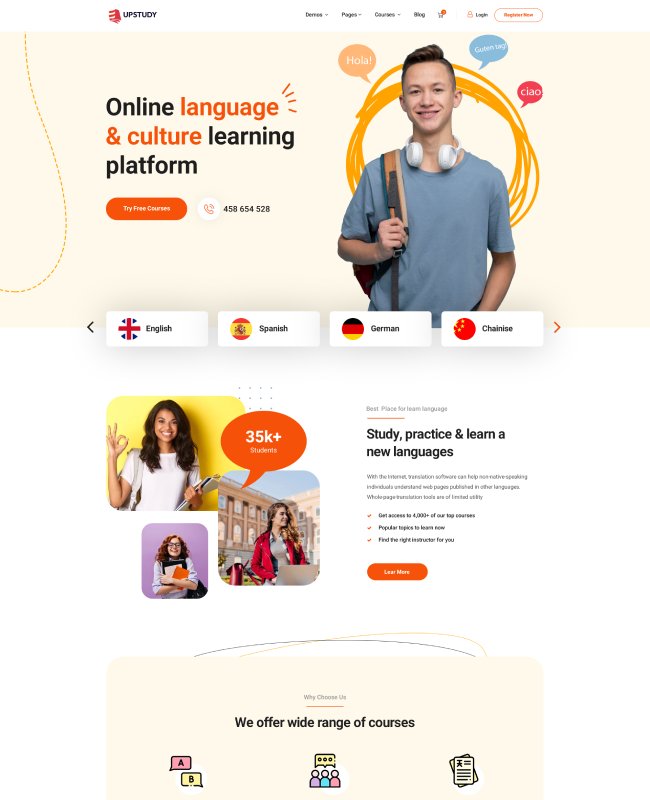 UPSTUDY
Demos
Pages
Courses
Blog
Login
Register Now
Hola!
Guten tag!
ciao
Online language
& culture learning
platform
Try Free Courses
458 654 528
English
Spanish
German
Chainise
35k+
Students
Best Place for learn language
Study, practice & learn a
new languages
With the Internet, translation software can help non-native-speaking
individuals understand web pages published in other languages.
Whole-page-translation tools are of limited utility
Get access to 4,000+ of our top courses
Popular topics to learn now
Find the right instructor for you
Lear More
Why Choose Us
We offer wide range of courses
A
B